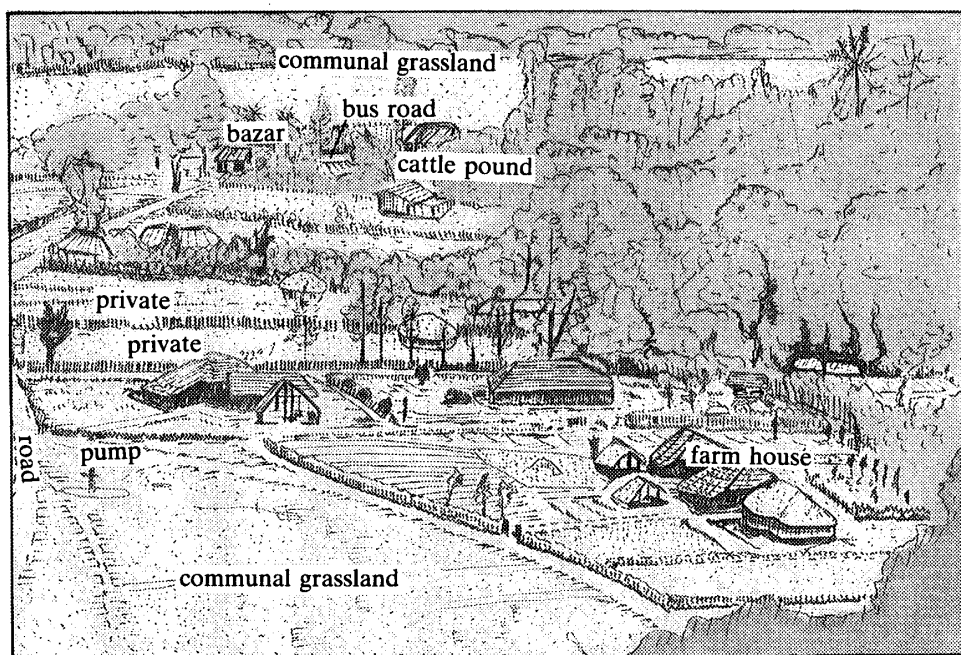 communal grassland
bus road
bazar
cattle pound
private
private
road
pump
farm house
communal grassland